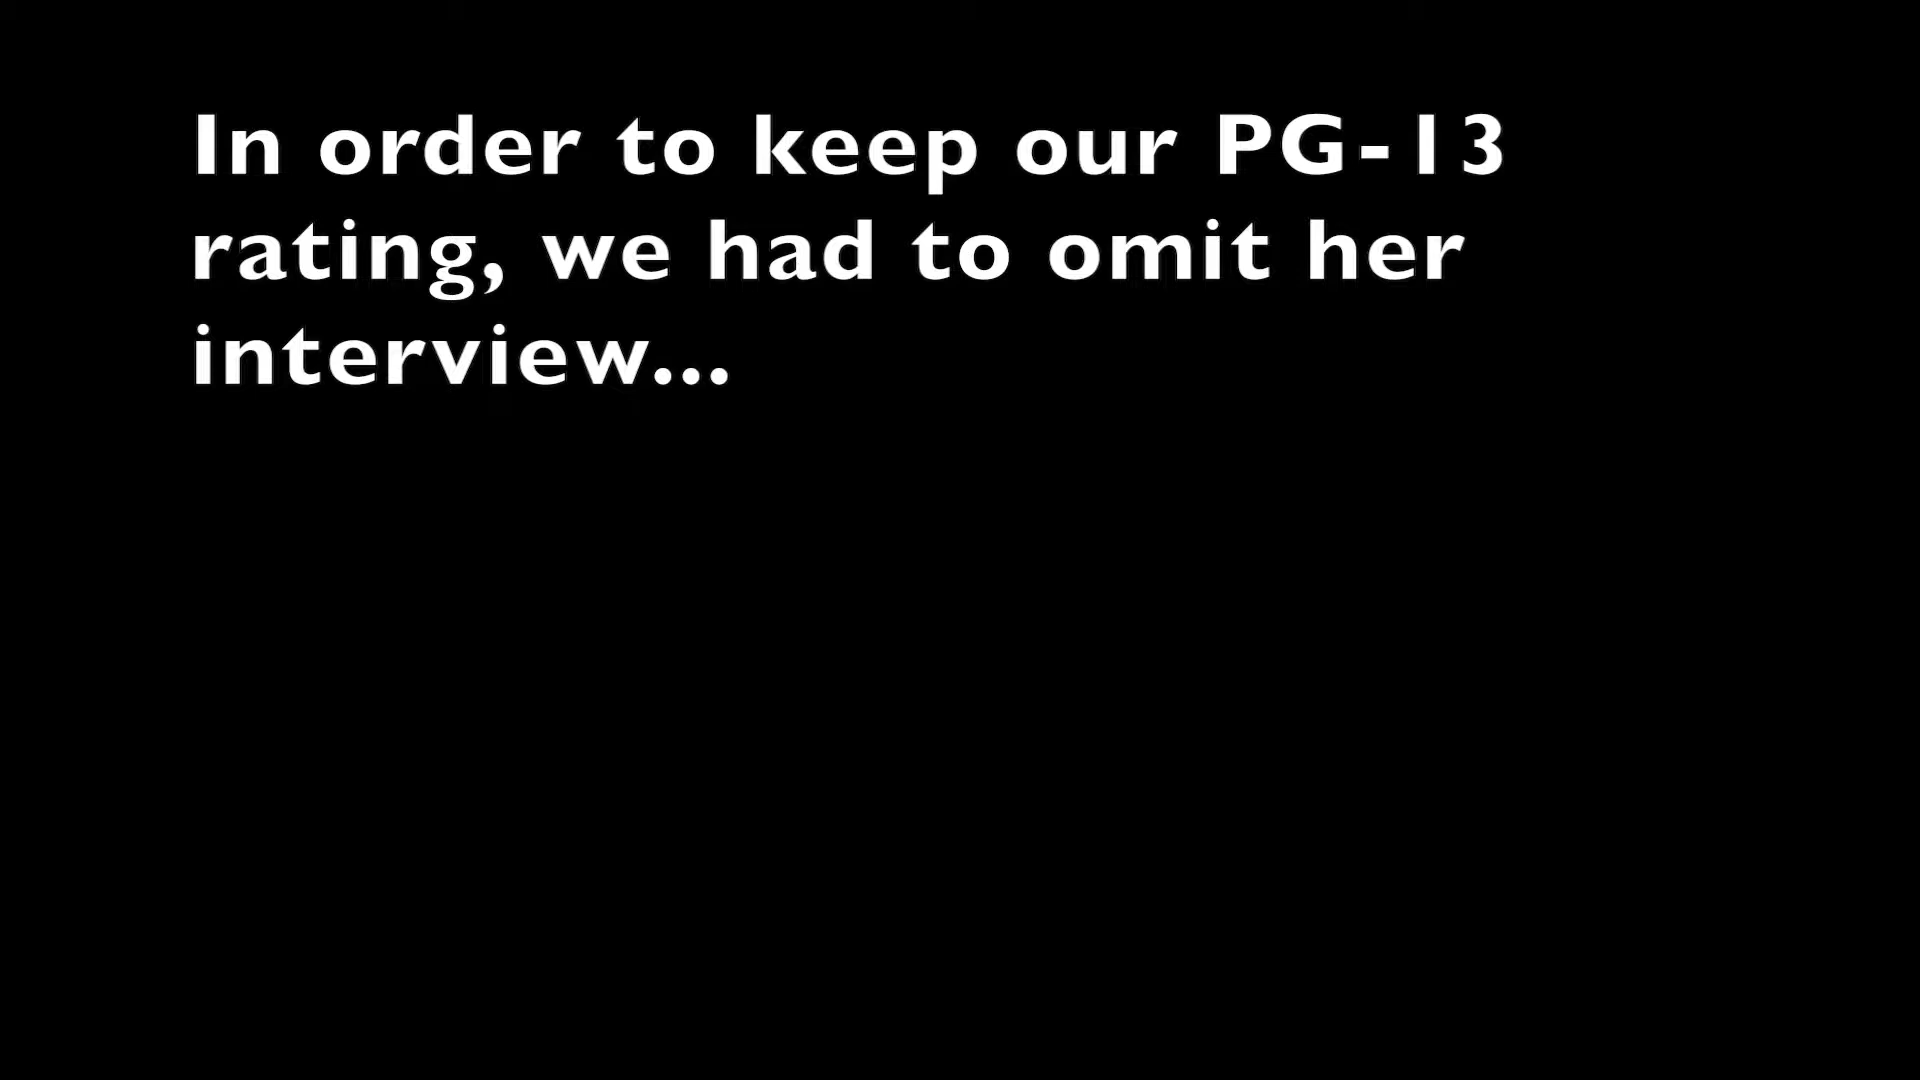 In order to keep our PG-13
rating, we had to omit her
interview...